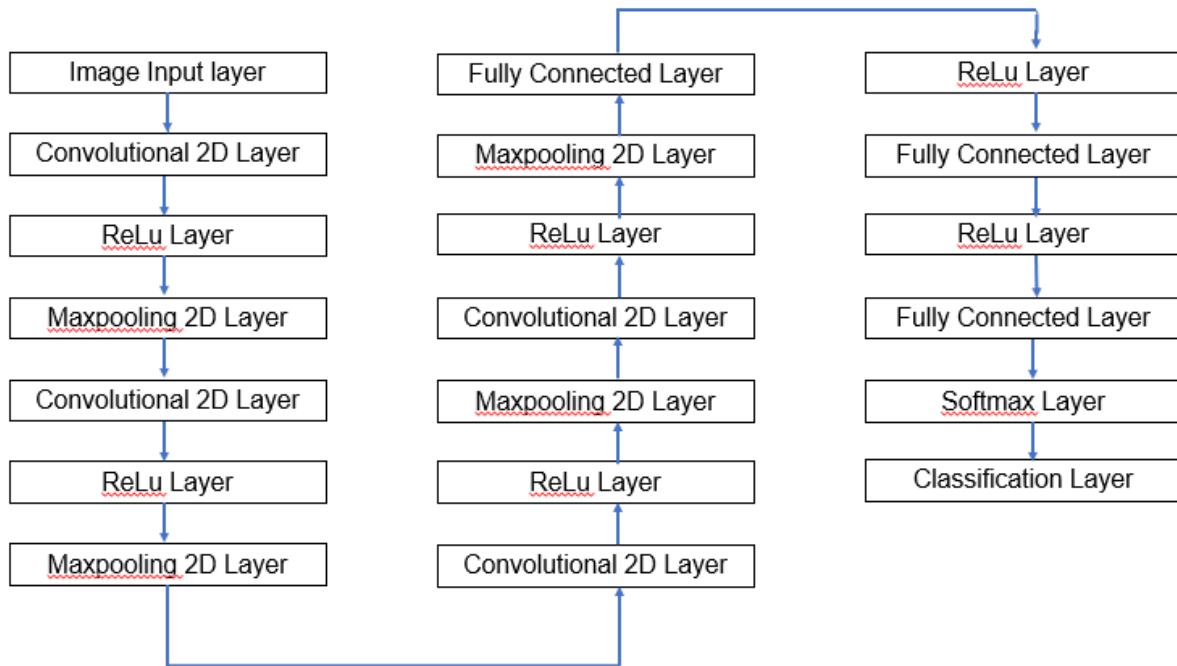 Image Input layer
Convolutional 2D Layer
ReLu Layer
Maxpooling 2D Layer
Convolutional 2D Layer
ReLu Layer
Maxpooling 2D Layer
Convolutional 2D Layer
ReLu Layer
Maxpooling 2D Layer
Convolutional 2D Layer
ReLu Layer
Maxpooling 2D Layer
Fully Connected Layer
ReLu Layer
Fully Connected Layer
ReLu Layer
Fully Connected Layer
Softmax Layer
Classification Layer